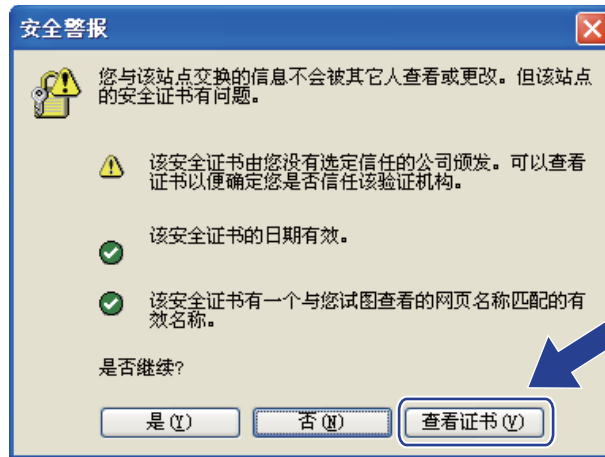 安全警报
您与该站点交换的信息不会被其它人查看或更改。但该站点
的安全证书有问题。
该安全证书由您没有选定信任的公司颁发。可以查看
证书以便确定您是否信任该验证机构。
该安全证书的日期有效。
该安全证书有一个与您试图查看的网页名称匹配的有
效名称。
是否继续?
是(Y) 否(N) 查看证书(V)